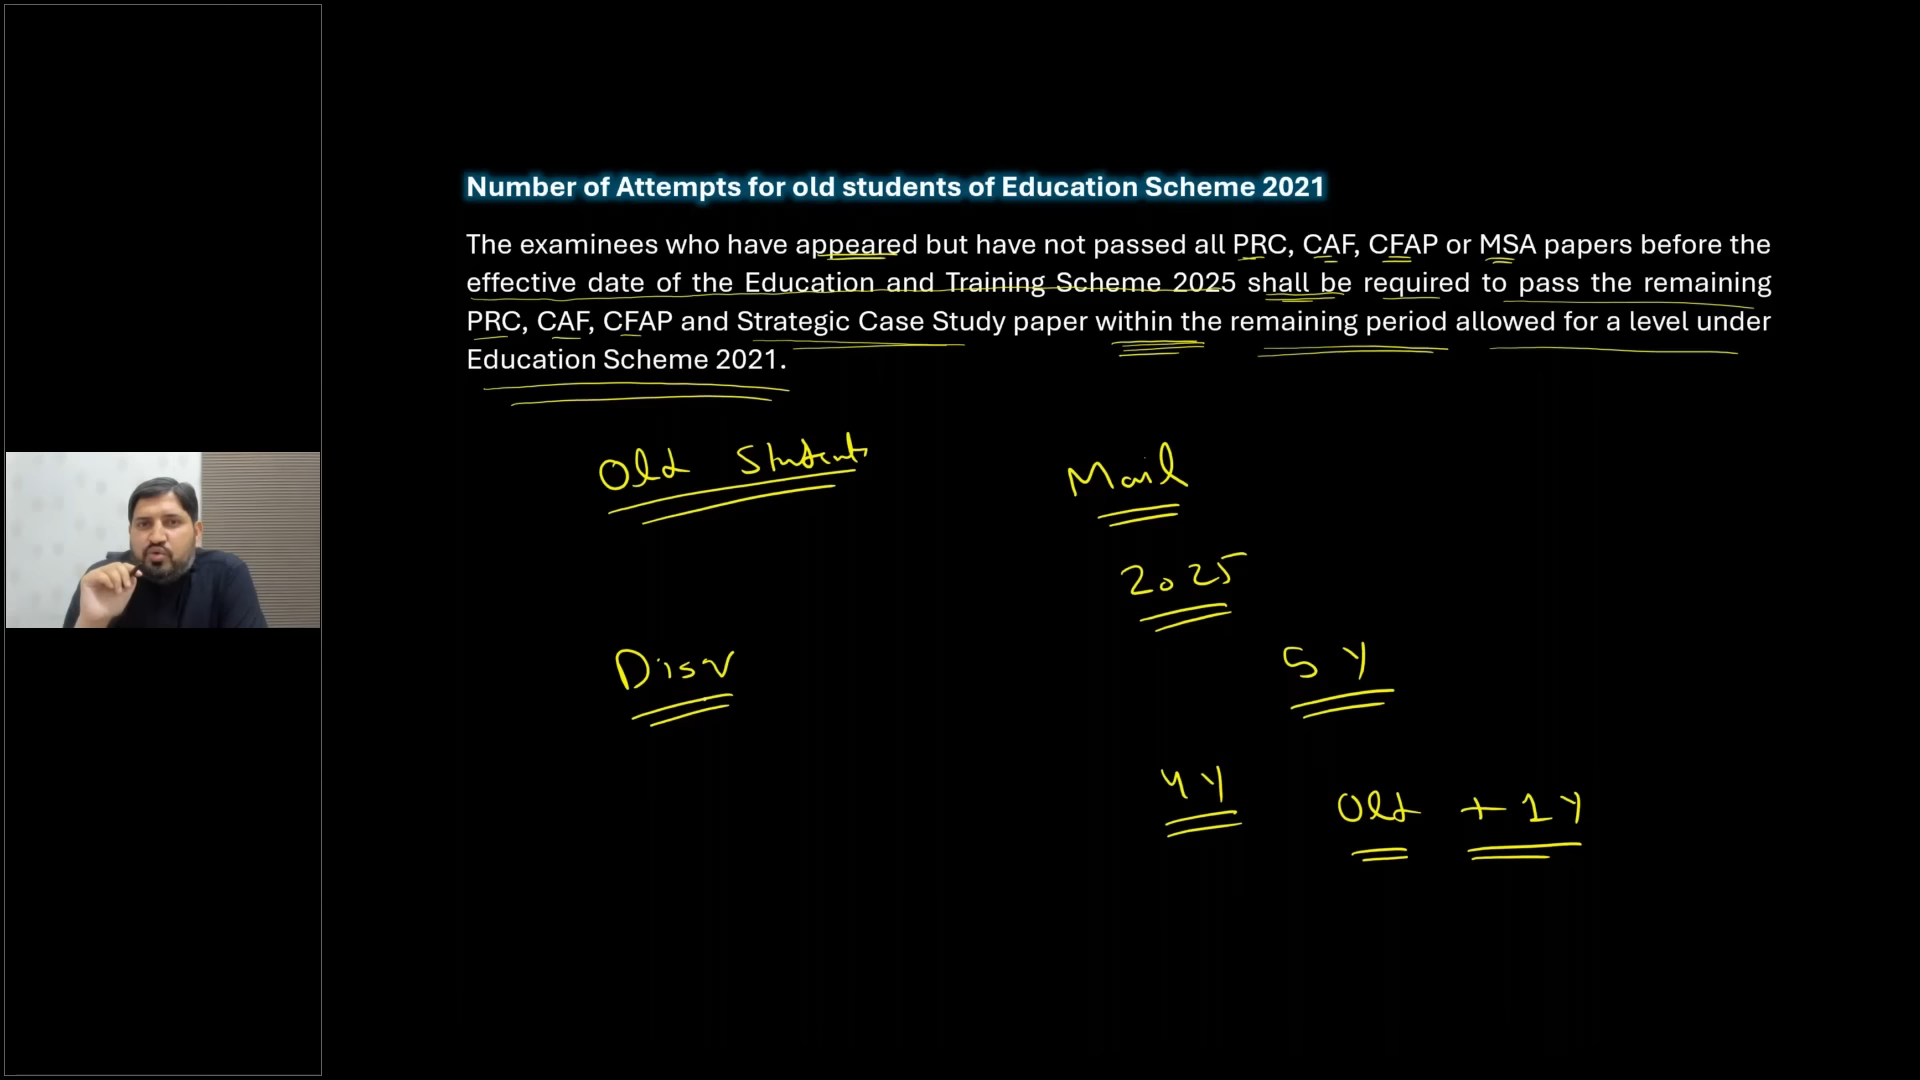 Number of Attempts for old students of Education Scheme 2021
The examinees who have appeared but have not passed all PRC, CAF, CFAP or MSA papers before the
effective date of the Education and Training Scheme 2025 shall be required to pass the remaining
PRC, CAF, CFAP and Strategic Case Study paper within the remaining period allowed for a level under
Education Scheme 2021.
Old Students
Mail
2025
5 Y
4 Y
Old + 1 Y